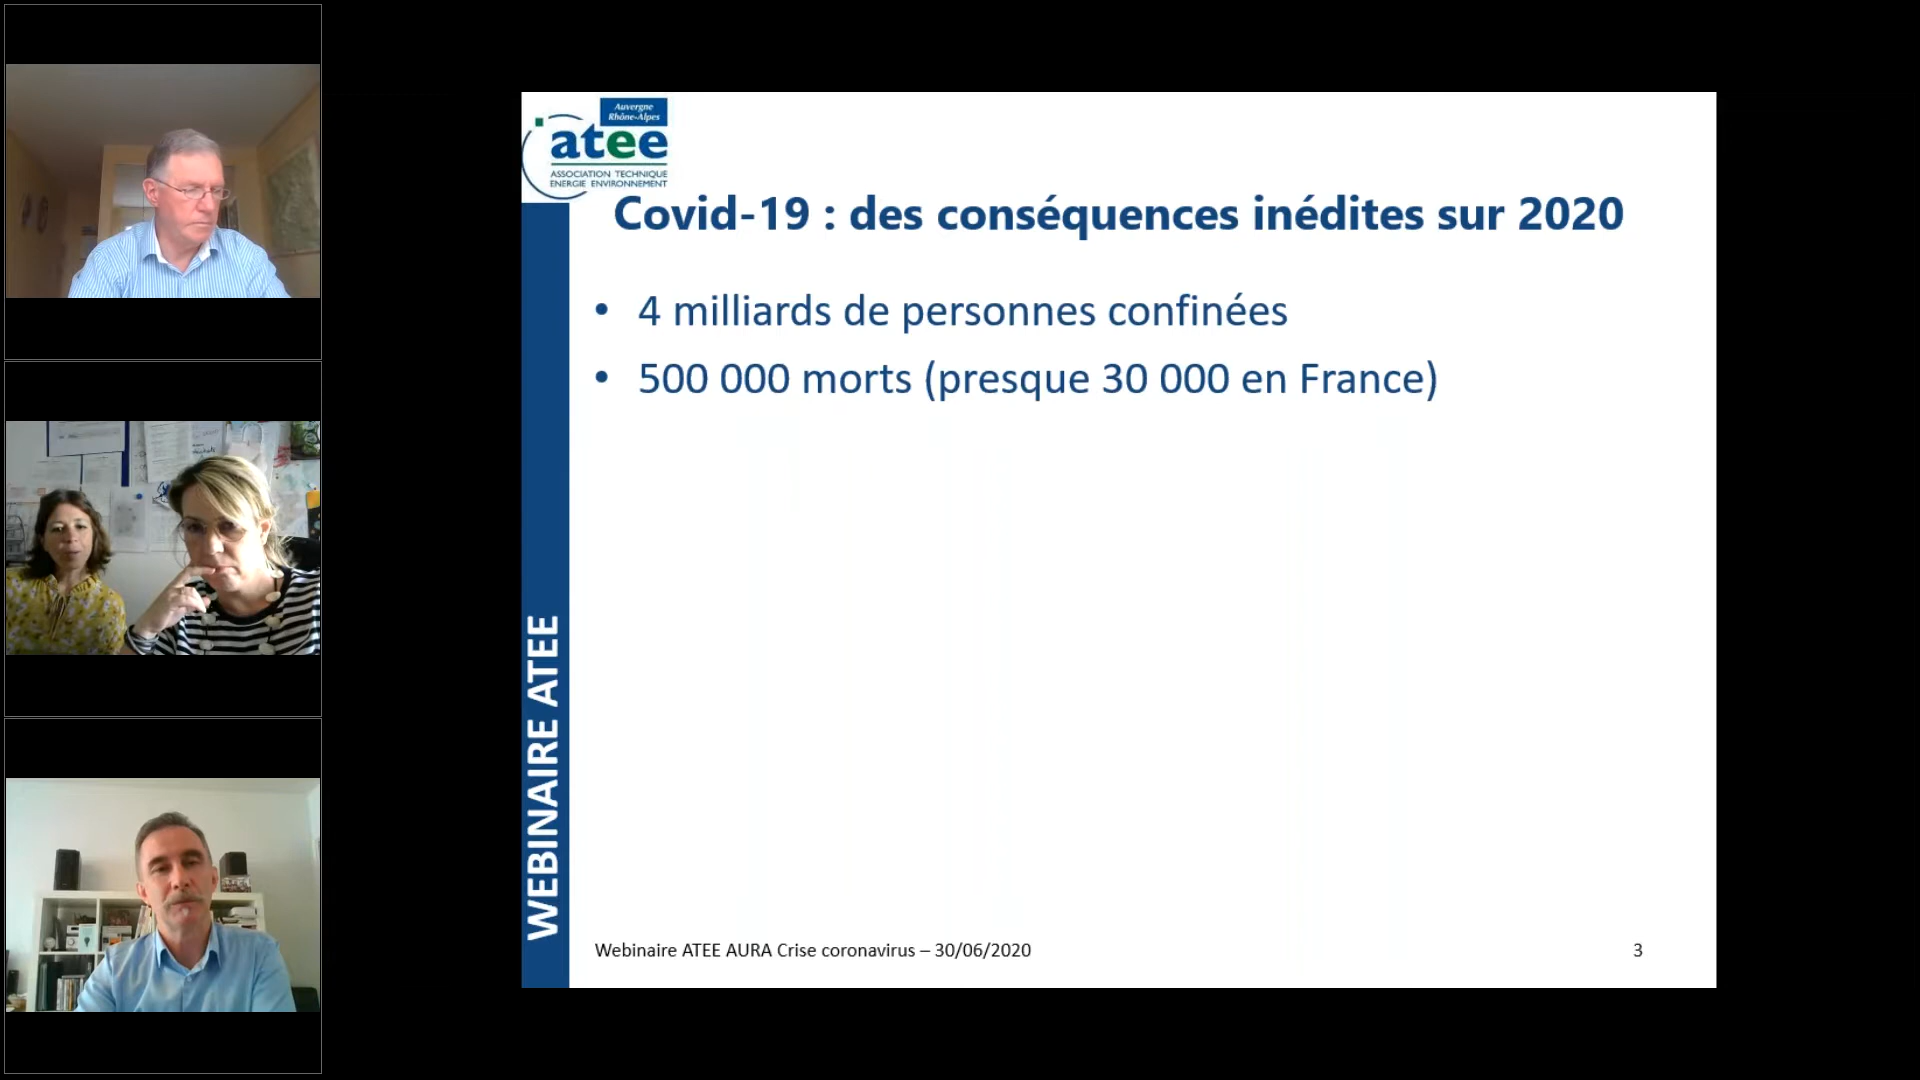 Auvergne
Rhône-Alpes
atee
ASSOCIATION TECHNIQUE
ENERGIE ENVIRONNEMENT
Covid-19 : des conséquences inédites sur 2020
• 4 milliards de personnes confinées
• 500 000 morts (presque 30 000 en France)
WEBINAIRE ATEE
Webinaire ATEE AURA Crise coronavirus – 30/06/2020
3